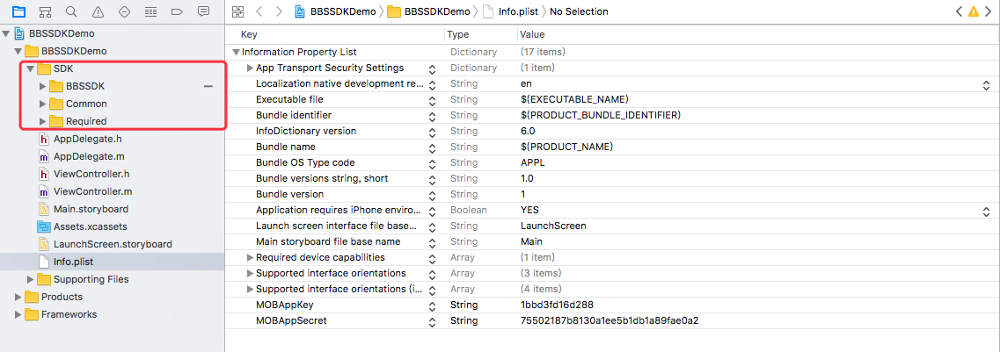 BBSSDKDemo 〉 BBSSDKDemo 〉 Info.plist 〉 No Selection
BBSSDKDemo
BBSSDKDemo
SDK
BBSSDK
Common
Required
AppDelegate.h
AppDelegate.m
ViewController.h
ViewController.m
Main.storyboard
Assets.xcassets
LaunchScreen.storyboard
Info.plist
Supporting Files
Products
Frameworks
Key Type Value
Information Property List Dictionary (17 items)
App Transport Security Settings Dictionary (1 item)
Localization native development re... String en
Executable file String $(EXECUTABLE_NAME)
Bundle identifier String $(PRODUCT_BUNDLE_IDENTIFIER)
InfoDictionary version String 6.0
Bundle name String $(PRODUCT_NAME)
Bundle OS Type code String APPL
Bundle versions string, short String 1.0
Bundle version String 1
Application requires iPhone enviro... Boolean YES
Launch screen interface file base... String LaunchScreen
Main storyboard file base name String Main
Required device capabilities Array (1 item)
Supported interface orientations Array (3 items)
Supported interface orientations (i... Array (4 items)
MOBAppKey String 1bbd3fd16d288
MOBAppSecret String 75502187b8130a1ee5b1db1a89fae0a2